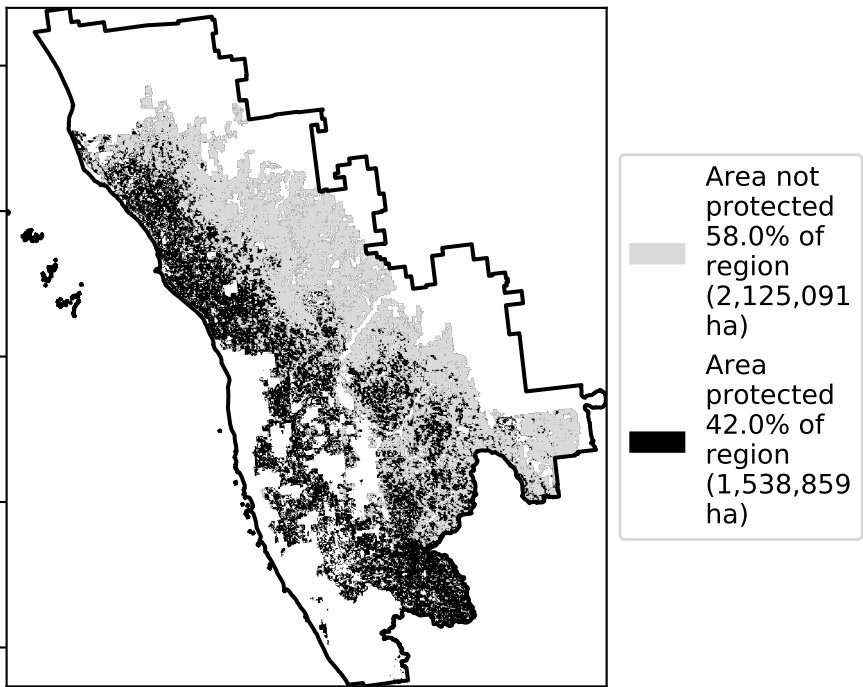 Area not
protected
58.0% of
region
(2,125,091
ha)
Area
protected
42.0% of
region
(1,538,859
ha)